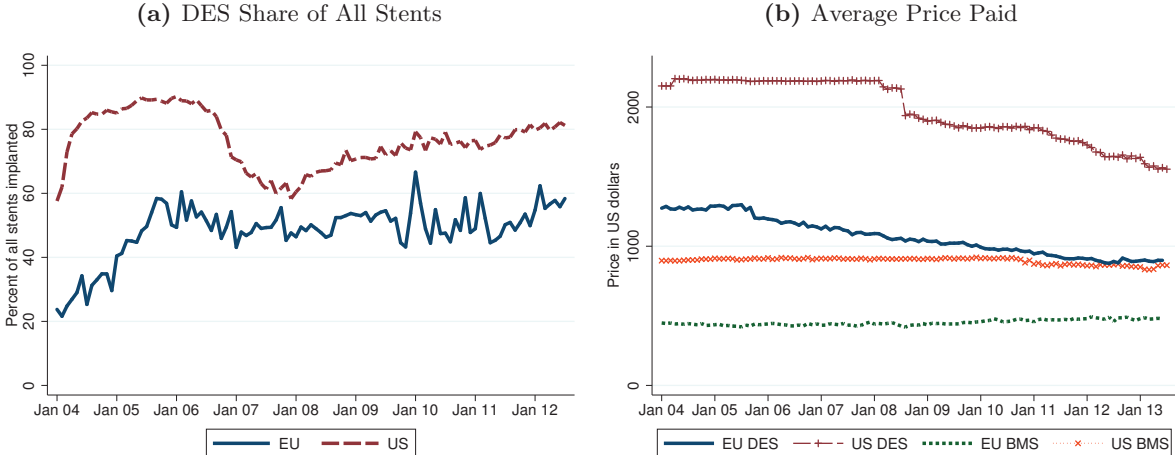 (a) DES Share of All Stents
Percent of all stents implanted
100
80
60
40
20
0
Jan 04 Jan 05 Jan 06 Jan 07 Jan 08 Jan 09 Jan 10 Jan 11 Jan 12
EU US
(b) Average Price Paid
Price in US dollars
2000
1000
0
Jan 04 Jan 05 Jan 06 Jan 07 Jan 08 Jan 09 Jan 10 Jan 11 Jan 12 Jan 13
EU DES US DES EU BMS US BMS